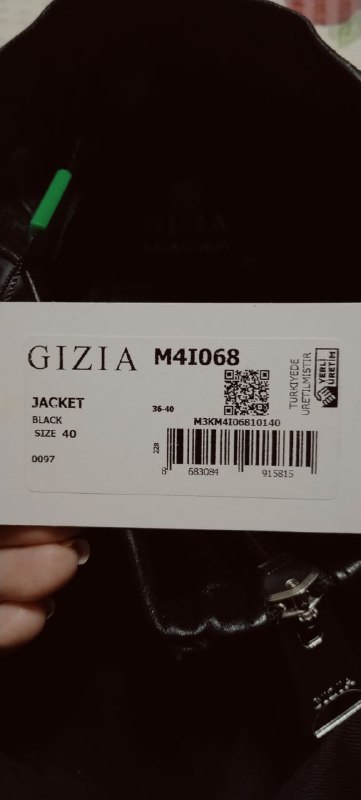 GIZIA
GIZIA M4I068
JACKET
BLACK
SIZE 40
0097
36-40
M3KM4I06810140
220
8 683084 915815
TÜRKİYEDE
ÜRETİLMİŞTİR
YERLİ
ÜRETİM